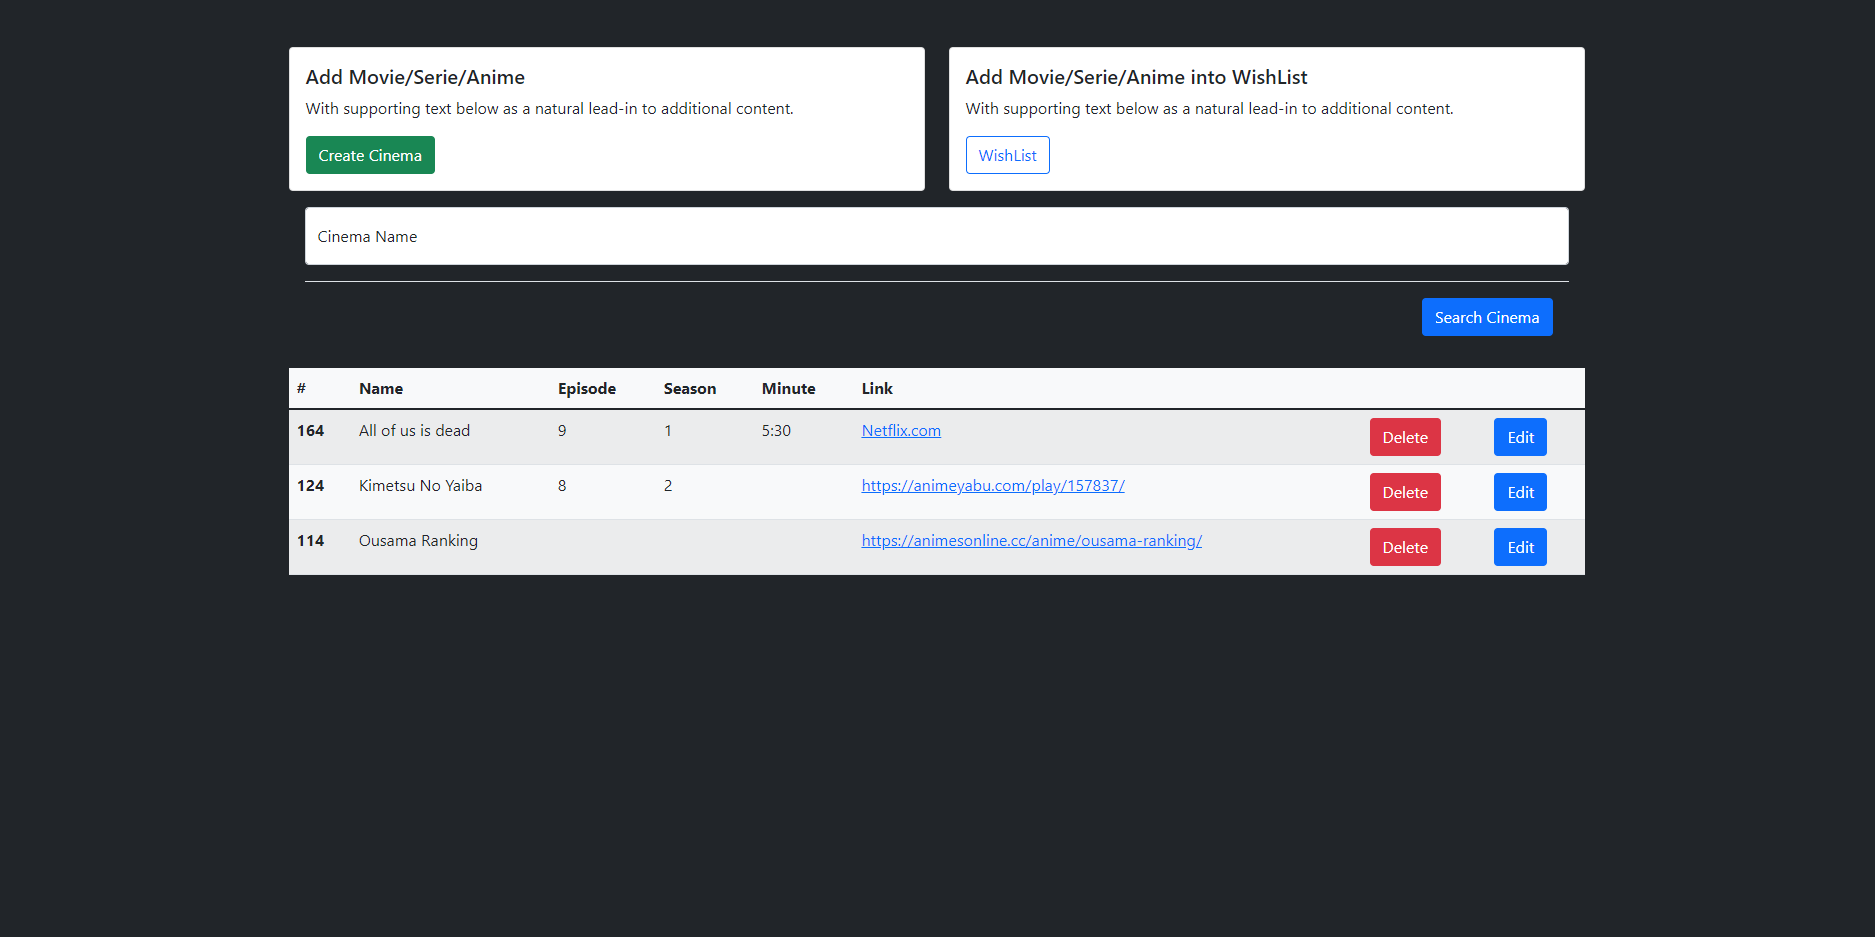 Add Movie/Serie/Anime
With supporting text below as a natural lead-in to additional content.
Create Cinema
Add Movie/Serie/Anime into WishList
With supporting text below as a natural lead-in to additional content.
WishList
Cinema Name
Search Cinema
# Name Episode Season Minute Link
164 All of us is dead 9 1 5:30 Netflix.com Delete Edit
124 Kimetsu No Yaiba 8 2 https://animeyabu.com/play/157837/ Delete Edit
114 Ousama Ranking https://animesonline.cc/anime/ousama-ranking/ Delete Edit